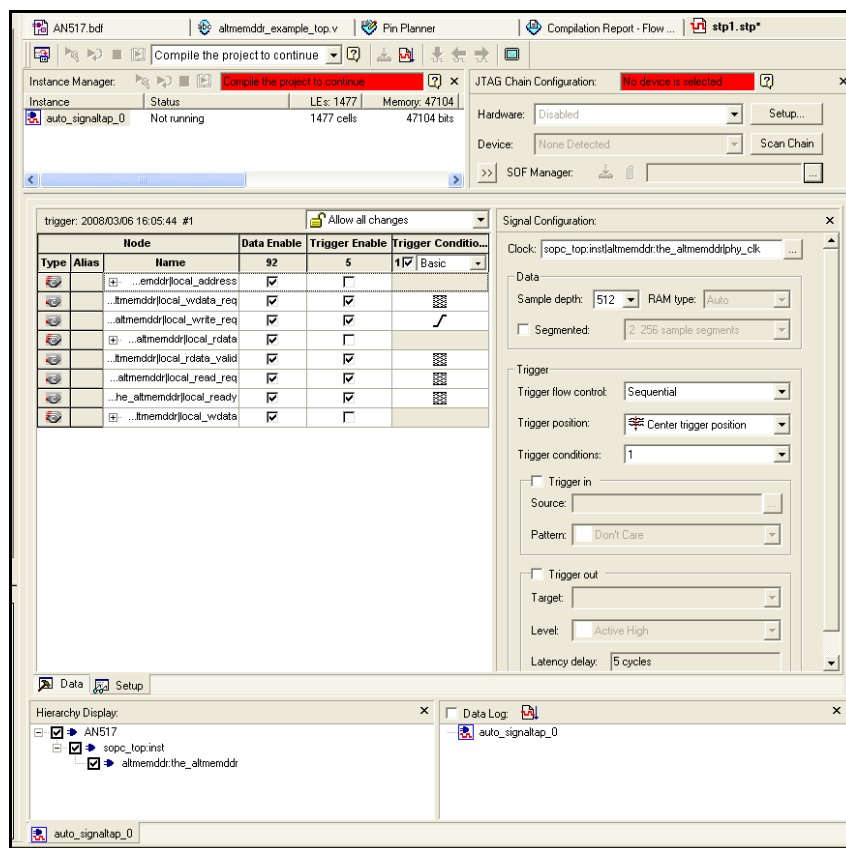 AN517.bdf altmemddr_example_top.v Pin Planner Compilation Report - Flow ... stp1.stp*
Compile the project to continue
Instance Manager: Compile the project to continue
Instance Status LEs: 1477 Memory: 47104
auto_signaltap_0 Not running 1477 cells 47104 bits
JTAG Chain Configuration: No device is selected
Hardware: Disabled Setup...
Device: None Detected Scan Chain
>> SOF Manager: ...
trigger: 2008/03/06 16:05:44 #1 Allow all changes
Node Data Enable Trigger Enable Trigger Conditio...
Type Alias Name 92 5 1 Basic
...emddr|local_address
...ltmemddr|local_wdata_req
...altmemddr|local_write_req
...altmemddr|local_rdata
...ltmemddr|local_rdata_valid
...altmemddr|local_read_req
...he_altmemddr|local_ready
...ltmemddr|local_wdata
Signal Configuration:
Clock: sopc_top:inst|altmemddr:the_altmemddr|phy_clk ...
Data
Sample depth: 512 RAM type: Auto
Segmented: 2 256 sample segments
Trigger
Trigger flow control: Sequential
Trigger position: Center trigger position
Trigger conditions: 1
Trigger in
Source: ...
Pattern: Don't Care
Trigger out
Target:
Level: Active High
Latency delay: 5 cycles
Data Setup
Hierarchy Display:
AN517
sopc_top:inst
altmemddr:the_altmemddr
Data Log:
auto_signaltap_0
auto_signaltap_0